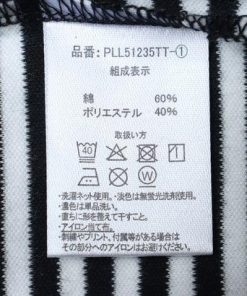 品番: PLL51235TT-①
組成表示
綿 60%
ポリエステル 40%
取扱い方
40
・洗濯ネット使用。・淡色は無蛍光洗剤使用。
・濃色は単品洗い。
・直ちに形を整えて干すこと。
・アイロン当て布。
・刺繍やプリント、付属等がある場合は
その部分へのアイロンはお避けください。